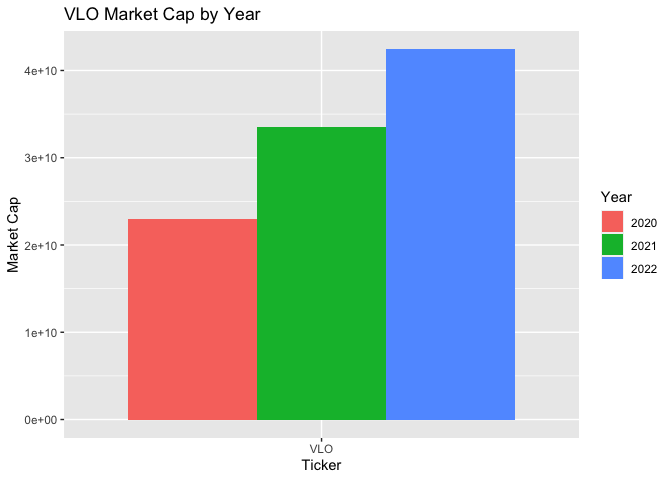 VLO Market Cap by Year
Market Cap
4e+10
3e+10
2e+10
1e+10
0e+00
VLO
Ticker
Year
2020
2021
2022